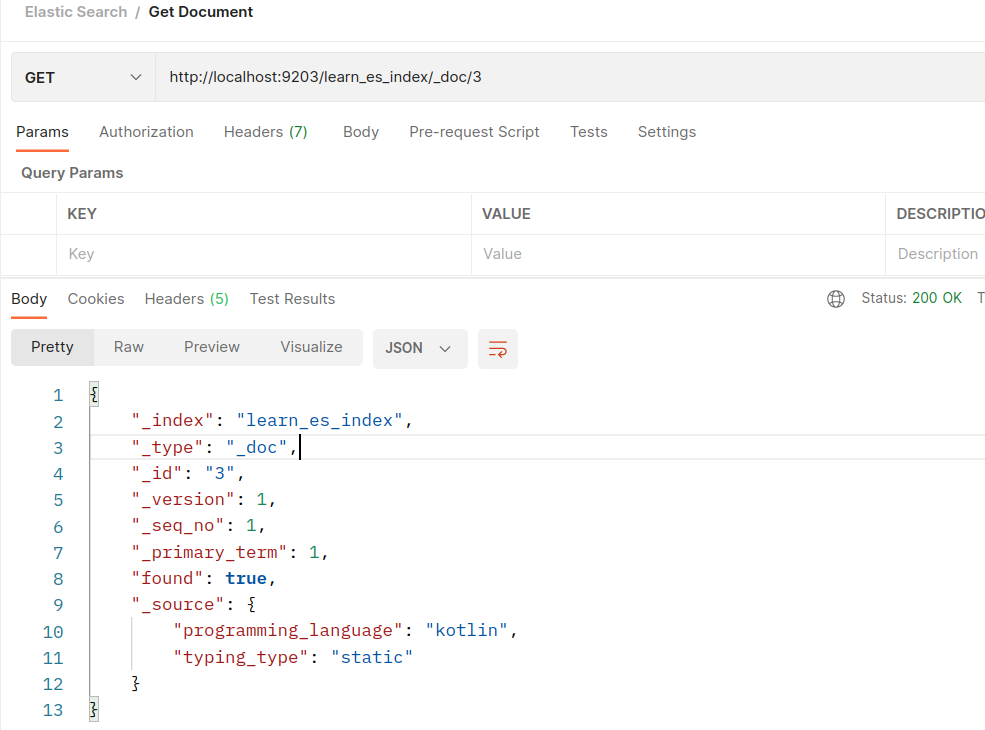 Elastic Search / Get Document
GET http://localhost:9203/learn_es_index/_doc/3
Params Authorization Headers (7) Body Pre-request Script Tests Settings
Query Params
KEY VALUE DESCRIPTIO
Key Value Description
Body Cookies Headers (5) Test Results Status: 200 OK T
Pretty Raw Preview Visualize JSON
1 {
2 "_index": "learn_es_index",
3 "_type": "_doc",
4 "_id": "3",
5 "_version": 1,
6 "_seq_no": 1,
7 "_primary_term": 1,
8 "found": true,
9 "_source": {
10 "programming_language": "kotlin",
11 "typing_type": "static"
12 }
13 }